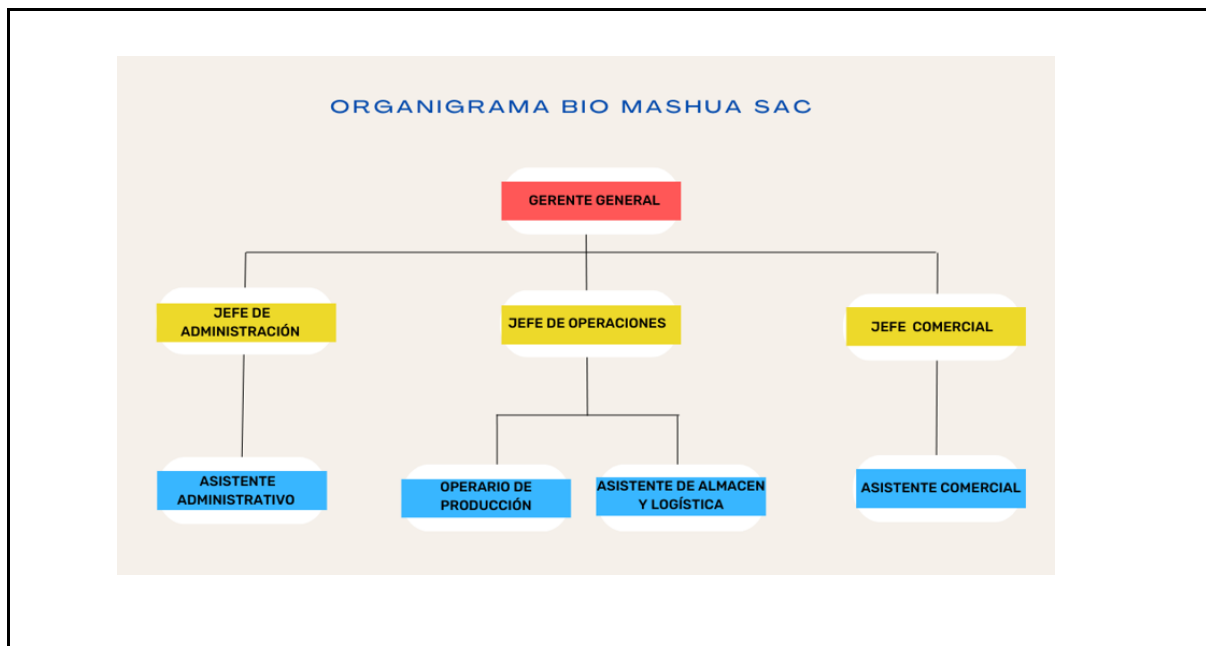 ORGANIGRAMA BIO MASHUA SAC
GERENTE GENERAL
JEFE DE
ADMINISTRACIÓN
JEFE DE OPERACIONES
JEFE COMERCIAL
ASISTENTE
ADMINISTRATIVO
OPERARIO DE
PRODUCCIÓN
ASISTENTE DE ALMACEN
Y LOGÍSTICA
ASISTENTE COMERCIAL